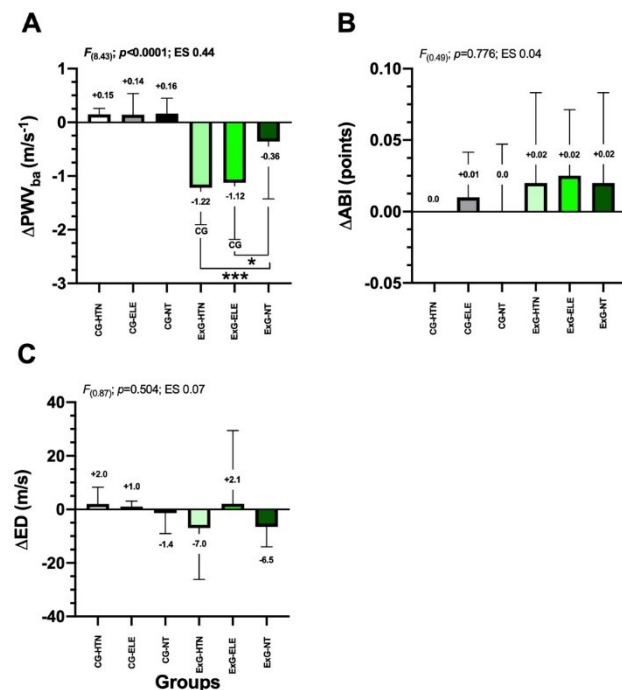 A
F(8.43); p<0.0001; ES 0.44
ΔPWVba (m/s-1)
1
0
-1
-2
-3
+0.15
+0.14
+0.16
-1.22
-1.12
-0.36
CG
CG
*
***
CG-HTN
CG-ELE
CG-NT
ExG-HTN
ExG-ELE
ExG-NT
B
F(0.49); p=0.776; ES 0.04
ΔABI (points)
0.10
0.05
0.00
-0.05
0.0
+0.01
0.0
+0.02
+0.02
+0.02
CG-HTN
CG-ELE
CG-NT
ExG-HTN
ExG-ELE
ExG-NT
C
F(0.87); p=0.504; ES 0.07
ΔED (m/s)
40
20
0
-20
-40
+2.0
+1.0
-1.4
-7.0
+2.1
-6.5
CG-HTN
CG-ELE
CG-NT
ExG-HTN
ExG-ELE
ExG-NT
Groups